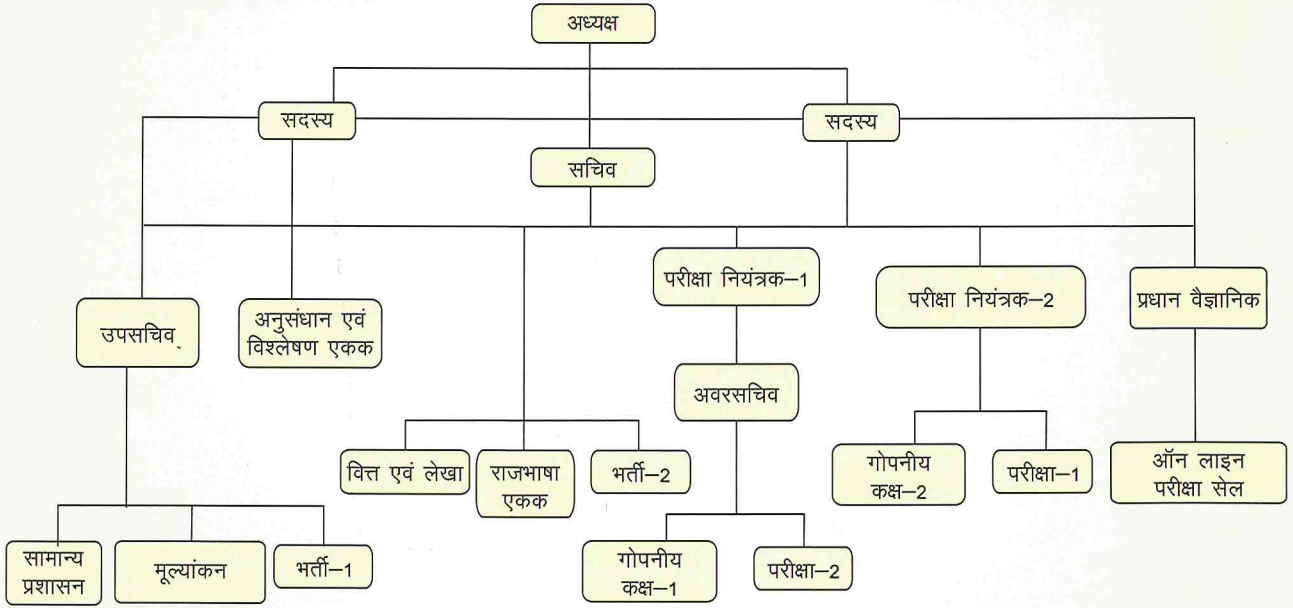 अध्यक्ष
सदस्य
सदस्य
सचिव
परीक्षा नियंत्रक–1
परीक्षा नियंत्रक–2
प्रधान वैज्ञानिक
उपसचिव
अनुसंधान एवं
विश्लेषण एकक
अवरसचिव
वित्त एवं लेखा
राजभाषा
एकक
भर्ती–2
गोपनीय
कक्ष–2
परीक्षा–1
ऑन लाइन
परीक्षा सेल
सामान्य
प्रशासन
मूल्यांकन
भर्ती–1
गोपनीय
कक्ष–1
परीक्षा–2